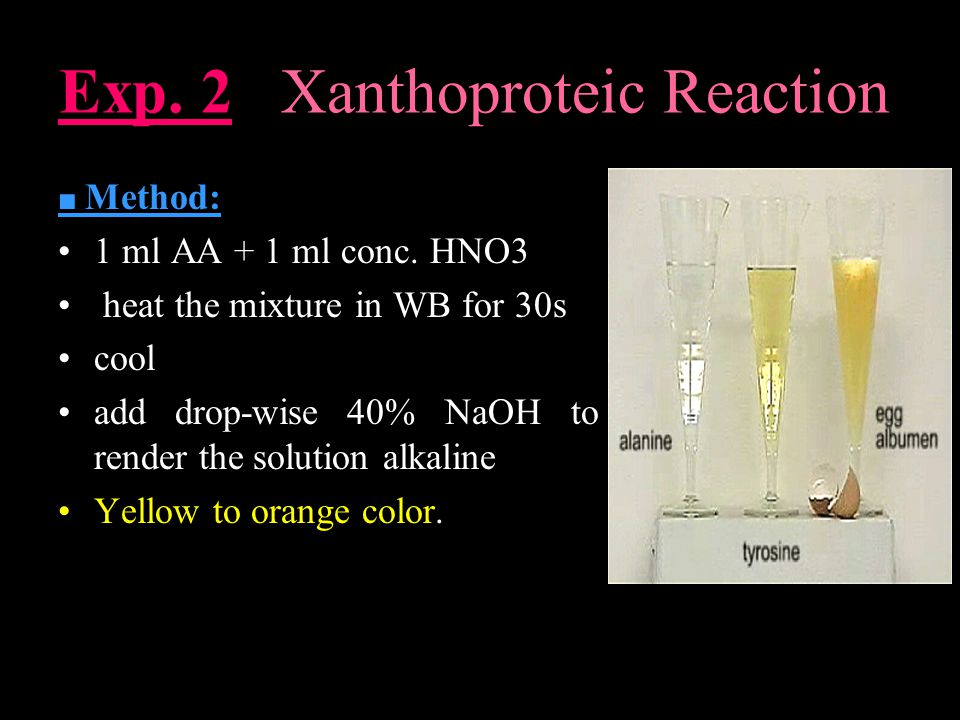 Exp. 2 Xanthoproteic Reaction
■ Method:
• 1 ml AA + 1 ml conc. HNO3
• heat the mixture in WB for 30s
• cool
• add drop-wise 40% NaOH to
render the solution alkaline
• Yellow to orange color.
alanine
egg
albumen
tyrosine